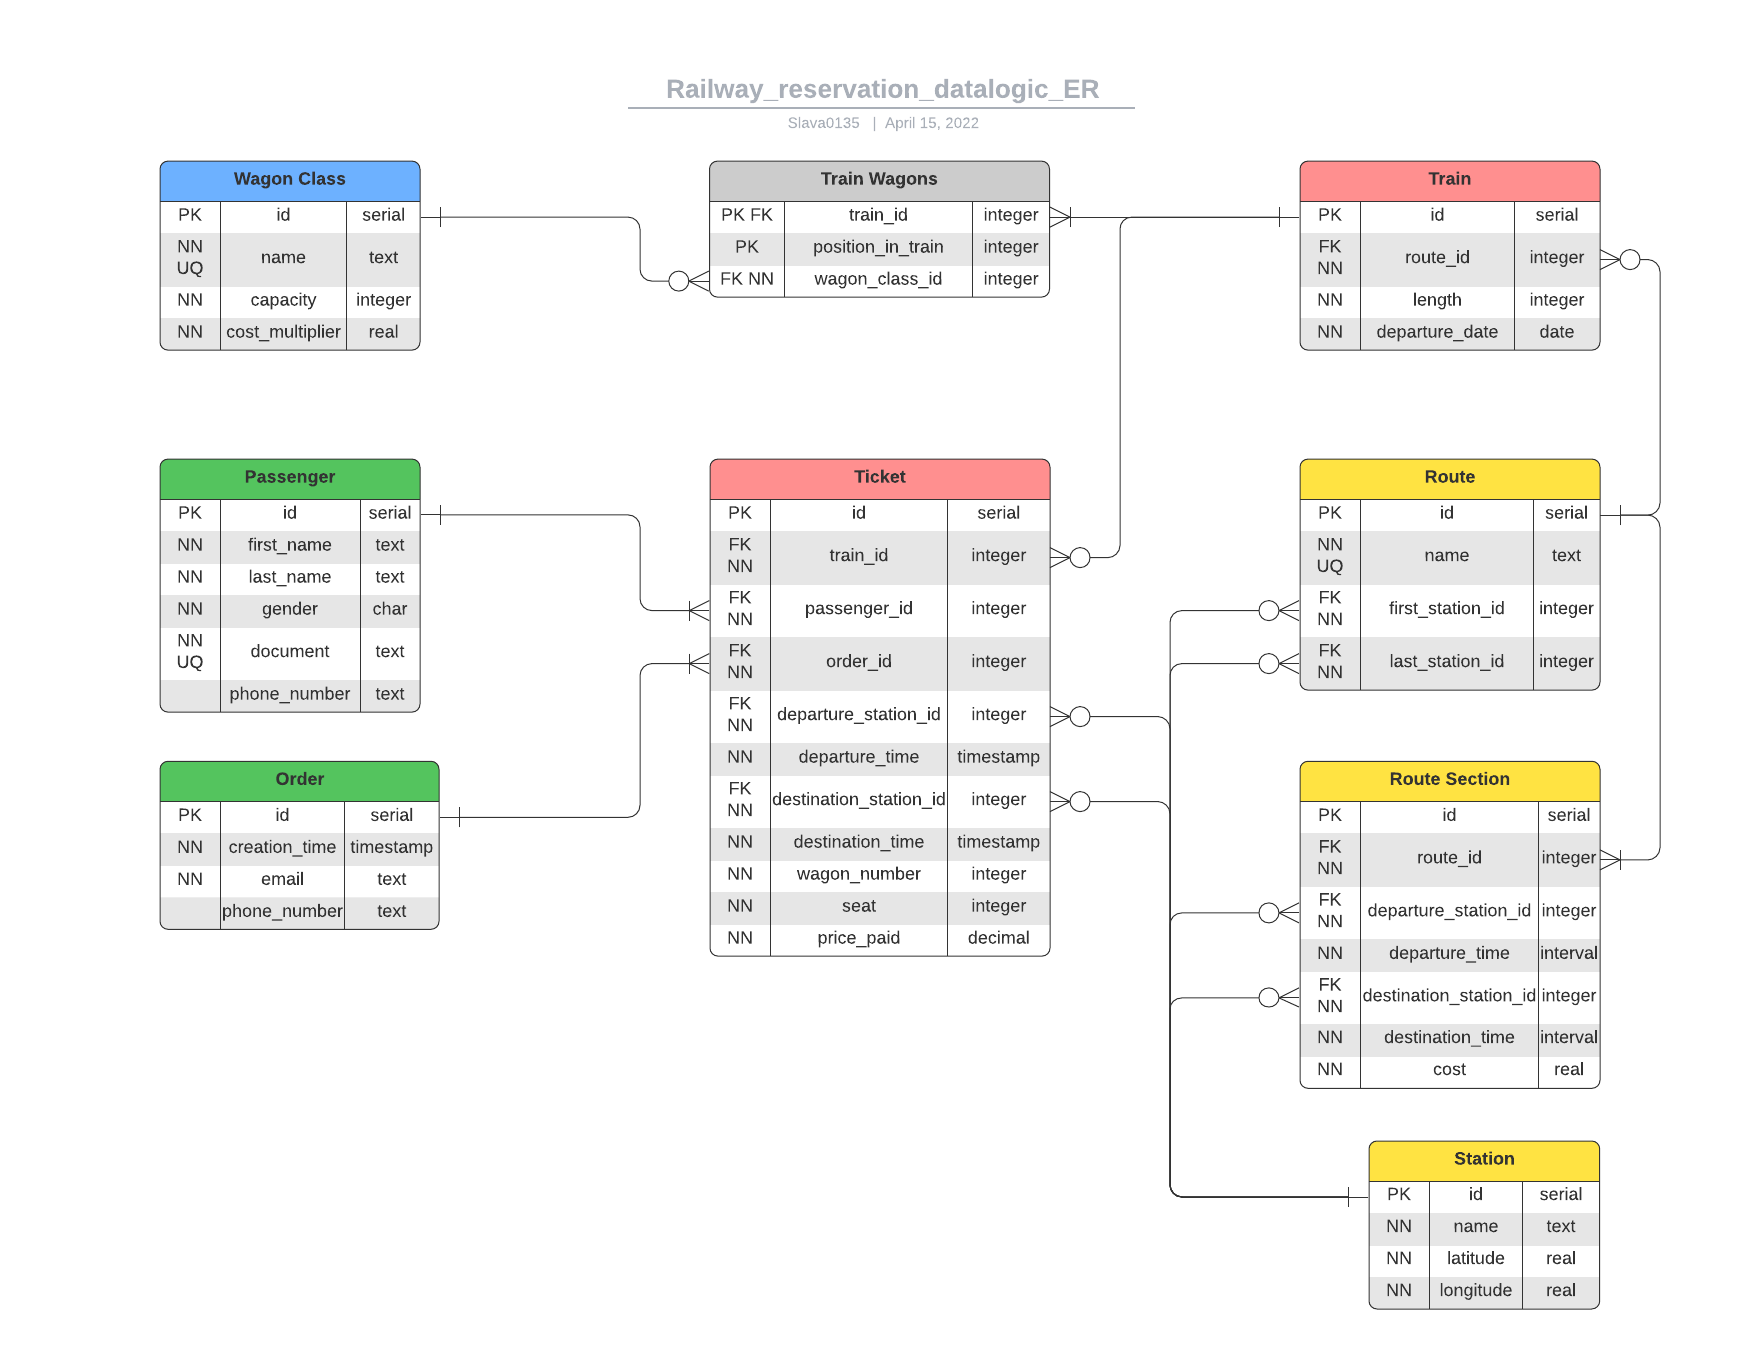 Railway_reservation_datalogic_ER
Slava0135 | April 15, 2022
Wagon Class
PK id serial
NN UQ name text
NN capacity integer
NN cost_multiplier real
Train Wagons
PK FK train_id integer
PK position_in_train integer
FK NN wagon_class_id integer
Train
PK id serial
FK NN route_id integer
NN length integer
NN departure_date date
Passenger
PK id serial
NN first_name text
NN last_name text
NN gender char
NN UQ document text
phone_number text
Ticket
PK id serial
FK NN train_id integer
FK NN passenger_id integer
FK NN order_id integer
FK NN departure_station_id integer
NN departure_time timestamp
FK NN destination_station_id integer
NN destination_time timestamp
NN wagon_number integer
NN seat integer
NN price_paid decimal
Route
PK id serial
NN UQ name text
FK NN first_station_id integer
FK NN last_station_id integer
Order
PK id serial
NN creation_time timestamp
NN email text
phone_number text
Route Section
PK id serial
FK NN route_id integer
FK NN departure_station_id integer
NN departure_time interval
FK NN destination_station_id integer
NN destination_time interval
NN cost real
Station
PK id serial
NN name text
NN latitude real
NN longitude real